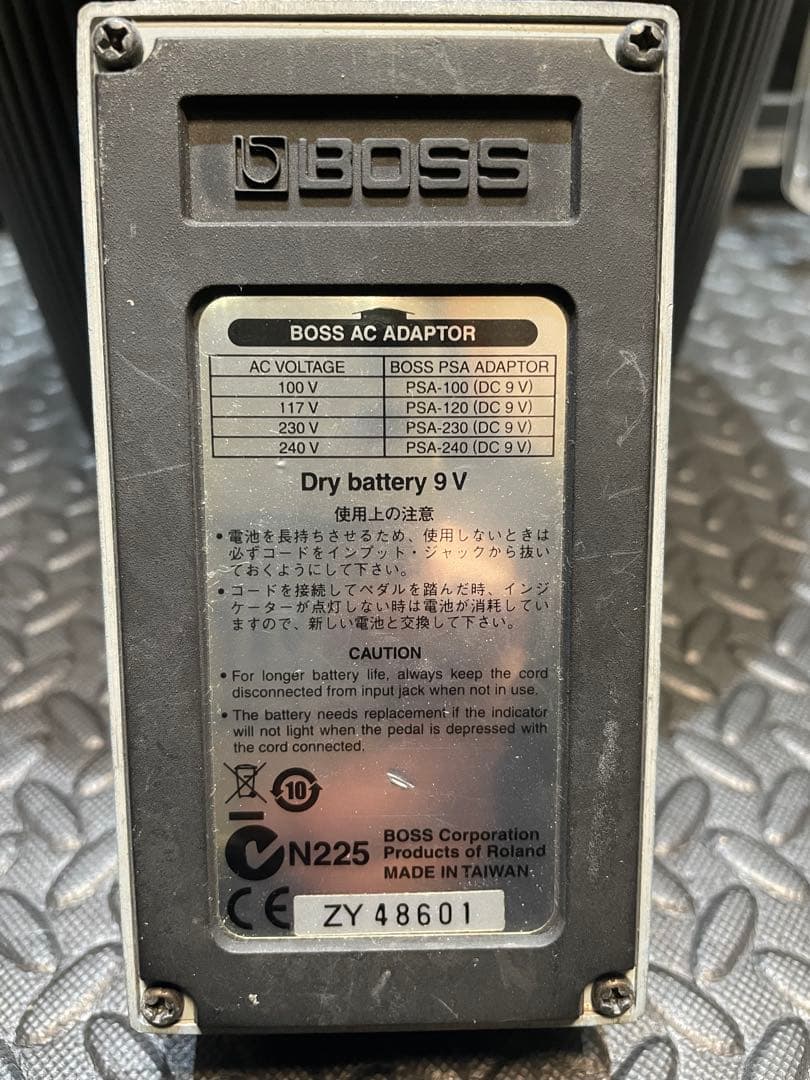 BOSS
BOSS AC ADAPTOR
AC VOLTAGE BOSS PSA ADAPTOR
100 V PSA-100 (DC 9 V)
117 V PSA-120 (DC 9 V)
230 V PSA-230 (DC 9 V)
240 V PSA-240 (DC 9 V)
Dry battery 9 V
使用上の注意
• 電池を長持ちさせるため、使用しないときは
必ずコードをインプット・ジャックから抜い
ておくようにして下さい。
• コードを接続してペダルを踏んだ時、インジ
ケーターが点灯しない時は電池が消耗してい
ますので、新しい電池と交換して下さい。
CAUTION
• For longer battery life, always keep the cord
disconnected from input jack when not in use.
• The battery needs replacement if the indicator
will not light when the pedal is depressed with
the cord connected.
10
N225
BOSS Corporation
Products of Roland
MADE IN TAIWAN
CE
ZY 48601